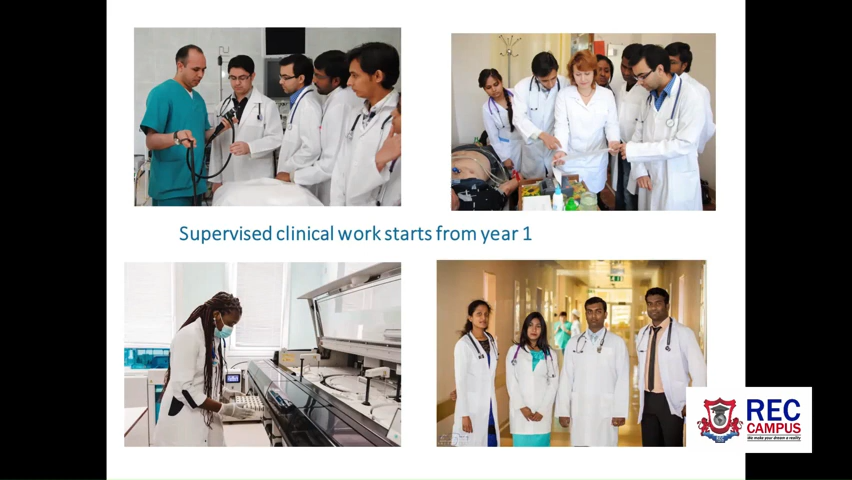 Supervised clinical work starts from year 1
REC
CAMPUS
We make your dream a reality